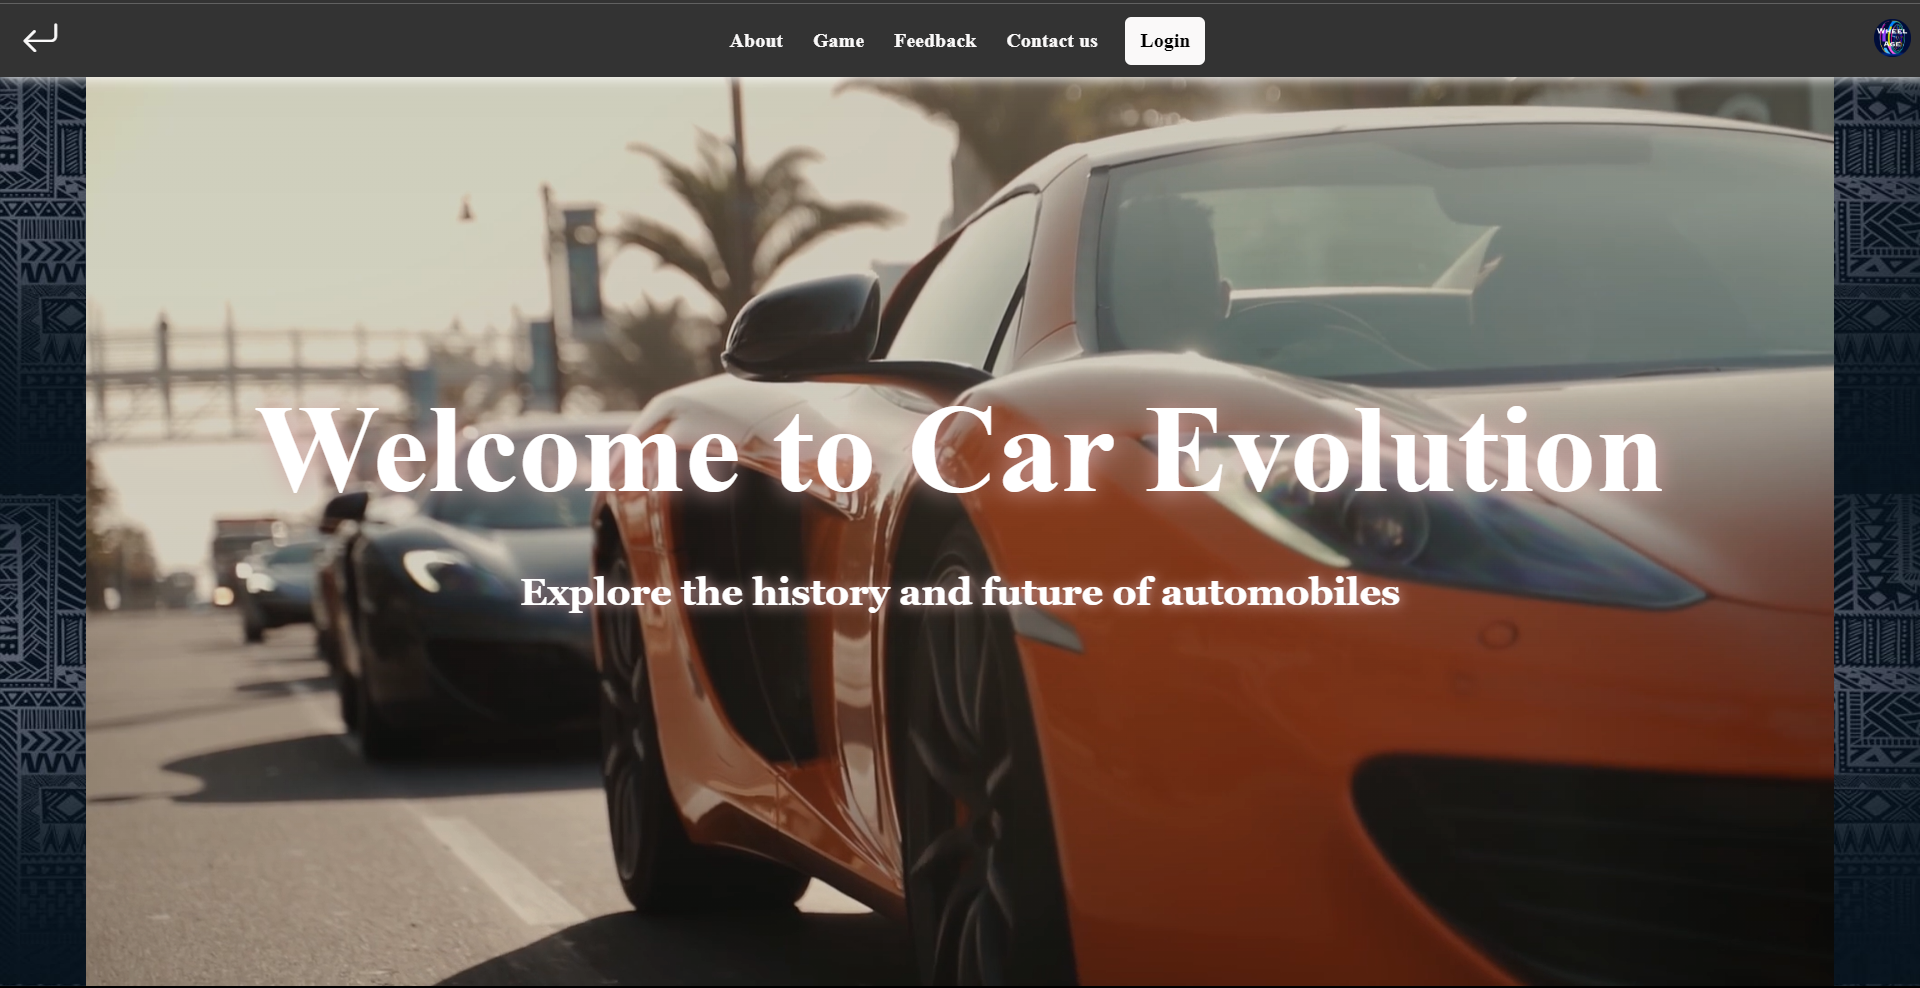 About
Game
Feedback
Contact us
Login
WHEEL
AGE
Welcome to Car Evolution
Explore the history and future of automobiles